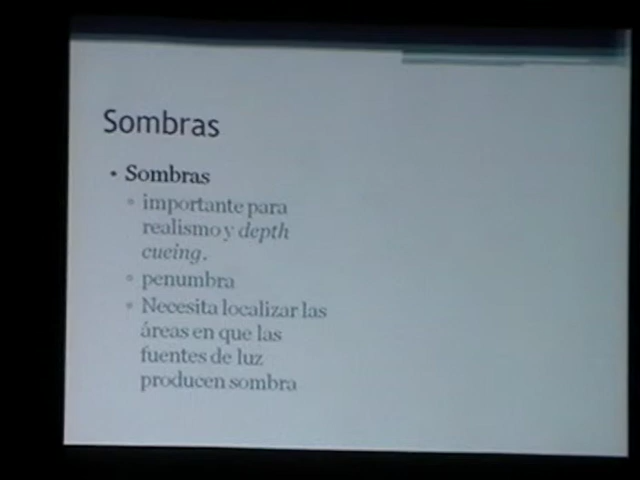 Sombras
• Sombras
▫ importante para
realismo y depth
cueing.
▫ penumbra
▫ Necesita localizar las
áreas en que las
fuentes de luz
producen sombra